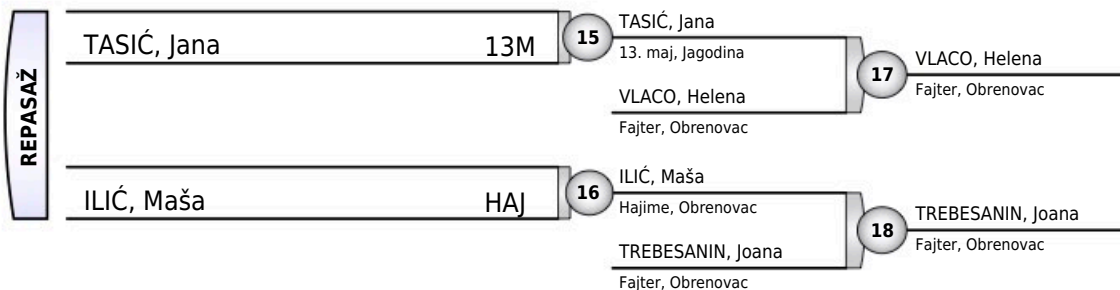 REPASAŽ
TASIĆ, Jana 13M
15
TASIĆ, Jana
13. maj, Jagodina
VLACO, Helena
Fajter, Obrenovac
17
VLACO, Helena
Fajter, Obrenovac
ILIĆ, Maša HAJ
16
ILIĆ, Maša
Hajime, Obrenovac
TREBESANIN, Joana
Fajter, Obrenovac
18
TREBESANIN, Joana
Fajter, Obrenovac